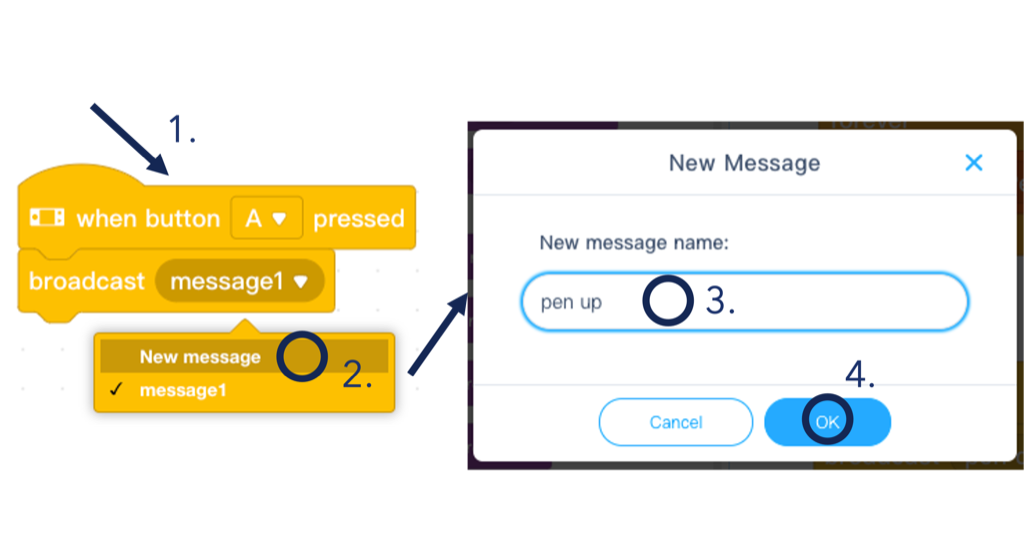 1.
when button A pressed
broadcast message1
New message
2.
✓ message1
forever
New Message
New message name:
pen up
3.
4.
Cancel
OK